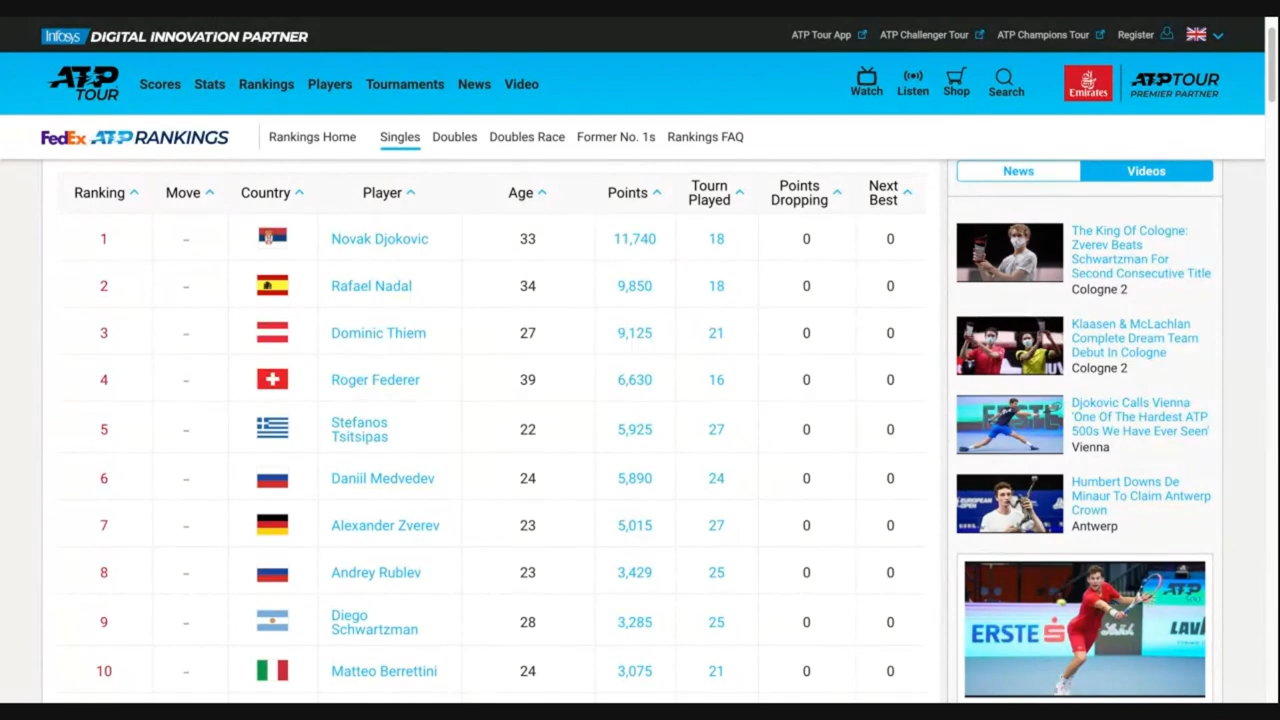 Infosys DIGITAL INNOVATION PARTNER
ATP Tour App ATP Challenger Tour ATP Champions Tour Register
ATP TOUR
Scores Stats Rankings Players Tournaments News Video
Watch Listen Shop Search
Emirates
ATPTOUR
PREMIER PARTNER
FedEx ATP RANKINGS
Rankings Home Singles Doubles Doubles Race Former No. 1s Rankings FAQ
Ranking Move Country Player Age Points Tourn Played Points Dropping Next Best
1 - Novak Djokovic 33 11,740 18 0 0
2 - Rafael Nadal 34 9,850 18 0 0
3 - Dominic Thiem 27 9,125 21 0 0
4 - Roger Federer 39 6,630 16 0 0
5 - Stefanos Tsitsipas 22 5,925 27 0 0
6 - Daniil Medvedev 24 5,890 24 0 0
7 - Alexander Zverev 23 5,015 27 0 0
8 - Andrey Rublev 23 3,429 25 0 0
9 - Diego Schwartzman 28 3,285 25 0 0
10 - Matteo Berrettini 24 3,075 21 0 0
News Videos
The King Of Cologne:
Zverev Beats
Schwartzman For
Second Consecutive Title
Cologne 2
Klaasen & McLachlan
Complete Dream Team
Debut In Cologne
Cologne 2
Djokovic Calls Vienna
'One Of The Hardest ATP
500s We Have Ever Seen'
Vienna
Humbert Downs De
Minaur To Claim Antwerp
Crown
Antwerp
ERSTE
ATP
500